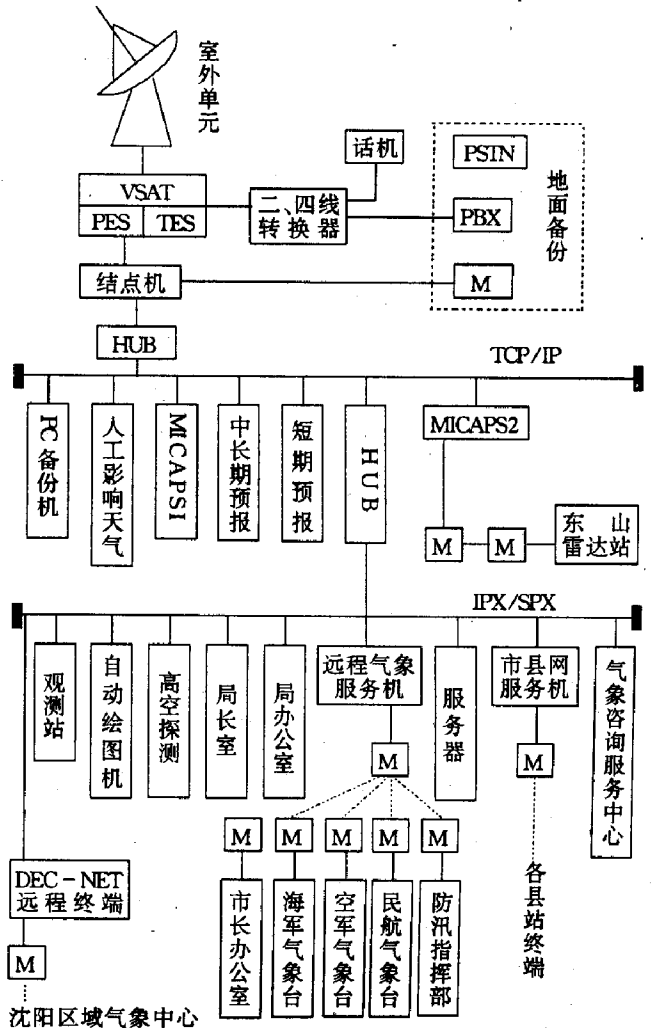 室外单元
话机
PSTN
VSAT
PES
TES
二、四线
转换器
PBX
地面备份
结点机
M
HUB
TCP/IP
PC备份机
人工影响天气
MICAPSI
中长期预报
短期预报
HUB
MICAPS2
M
M
东山
雷达站
IPX/SPX
观测站
自动绘图机
高空探测
局长室
局办公室
远程气象
服务机
服务器
市县网
服务机
气象咨询服务中心
M
M
M
M
M
M
M
DEC-NET
远程终端
市长办公室
海军气象台
空军气象台
民航气象台
防汛指挥部
各县站终端
M
沈阳区域气象中心